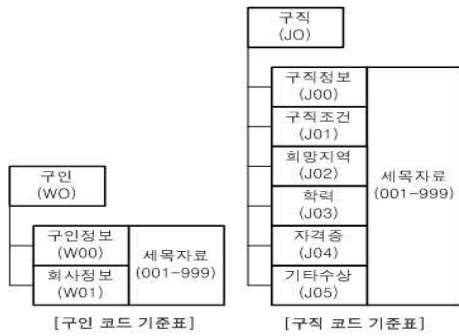 구인
(WO)
구인정보
(W00)
회사정보
(W01)
세목자료
(001-999)
[구인 코드 기준표]
구직
(JO)
구직정보
(J00)
구직조건
(J01)
희망지역
(J02)
학력
(J03)
자격증
(J04)
기타수상
(J05)
세목자료
(001-999)
[구직 코드 기준표]